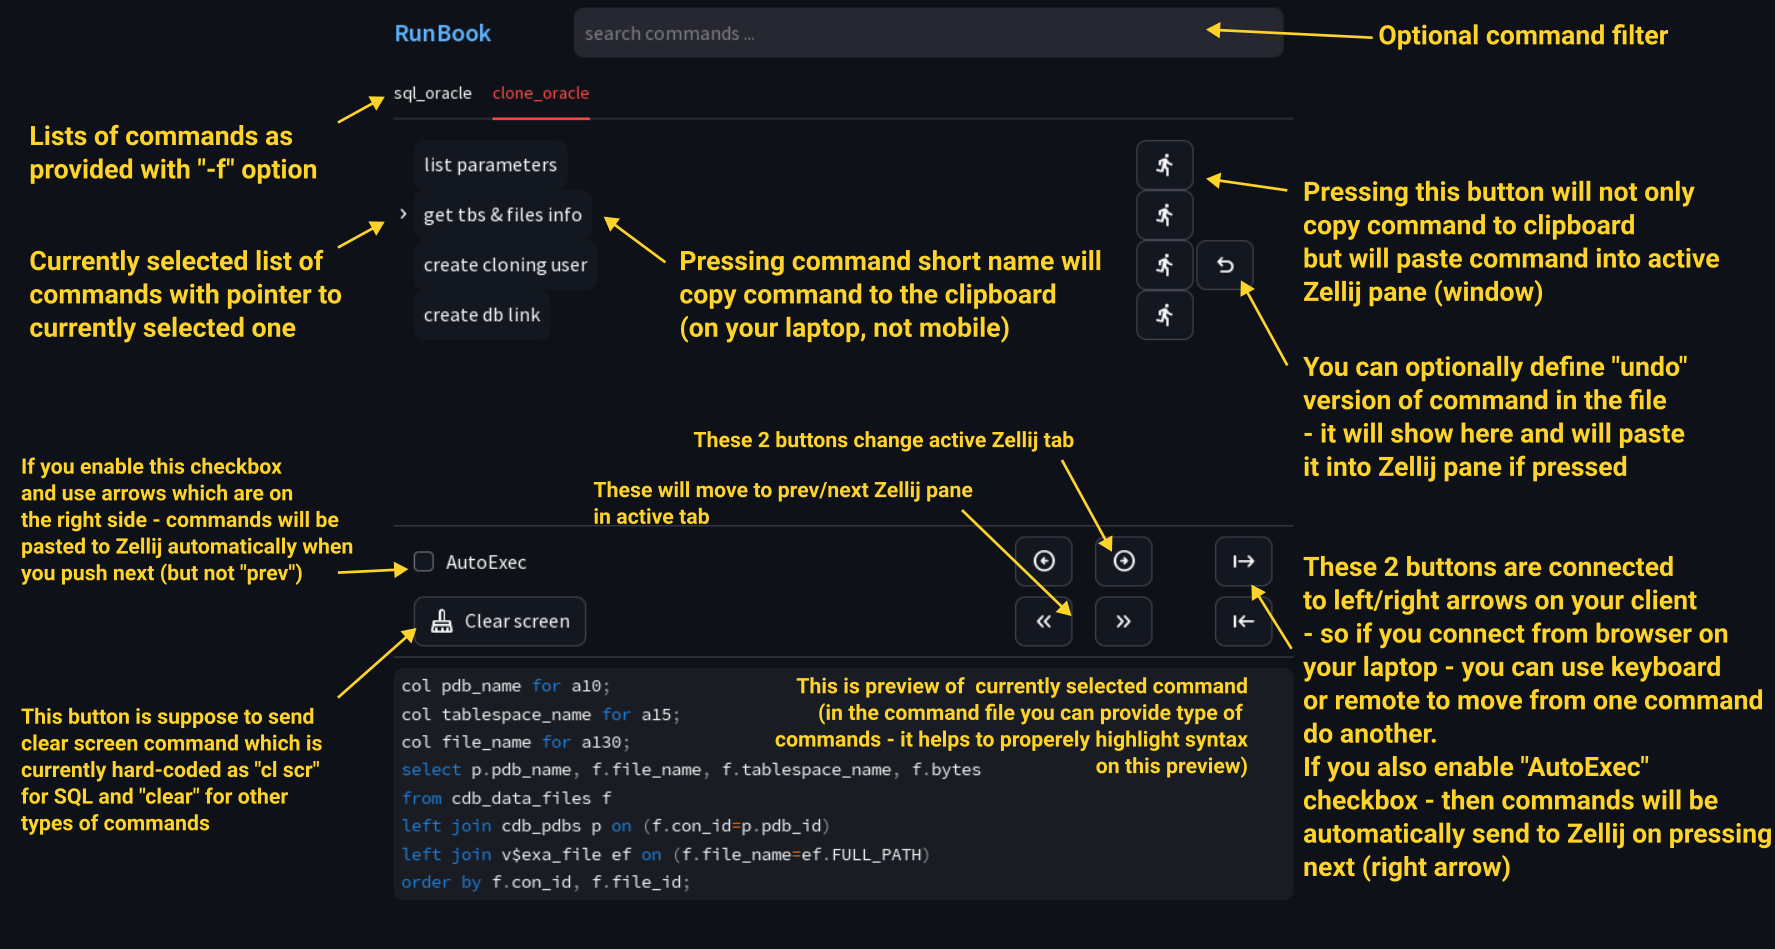 RunBook
search commands ...
Optional command filter
sql_oracle
clone_oracle
Lists of commands as
provided with "-f" option
list parameters
get tbs & files info
create cloning user
create db link
Pressing this button will not only
copy command to clipboard
but will paste command into active
Zellij pane (window)
Currently selected list of
commands with pointer to
currently selected one
Pressing command short name will
copy command to the clipboard
(on your laptop, not mobile)
You can optionally define "undo"
version of command in the file
- it will show here and will paste
it into Zellij pane if pressed
These 2 buttons change active Zellij tab
These will move to prev/next Zellij pane
in active tab
If you enable this checkbox
and use arrows which are on
the right side - commands will be
pasted to Zellij automatically when
you push next (but not "prev")
AutoExec
Clear screen
These 2 buttons are connected
to left/right arrows on your client
- so if you connect from browser on
your laptop - you can use keyboard
or remote to move from one command
do another.
If you also enable "AutoExec"
checkbox - then commands will be
automatically send to Zellij on pressing
next (right arrow)
This button is suppose to send
clear screen command which is
currently hard-coded as "cl scr"
for SQL and "clear" for other
types of commands
col pdb_name for a10;
col tablespace_name for a15;
col file_name for a130;
select p.pdb_name, f.file_name, f.tablespace_name, f.bytes
from cdb_data_files f
left join cdb_pdbs p on (f.con_id=p.pdb_id)
left join v$exa_file ef on (f.file_name=ef.FULL_PATH)
order by f.con_id, f.file_id;
This is preview of currently selected command
(in the command file you can provide type of
commands - it helps to properely highlight syntax
on this preview)